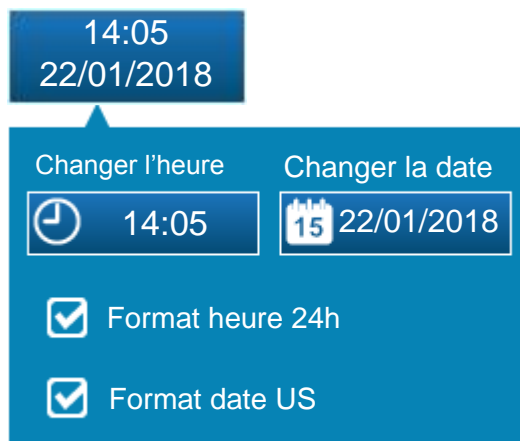 14:05
22/01/2018
Changer l’heure
Changer la date
14:05
15
22/01/2018
Format heure 24h
Format date US